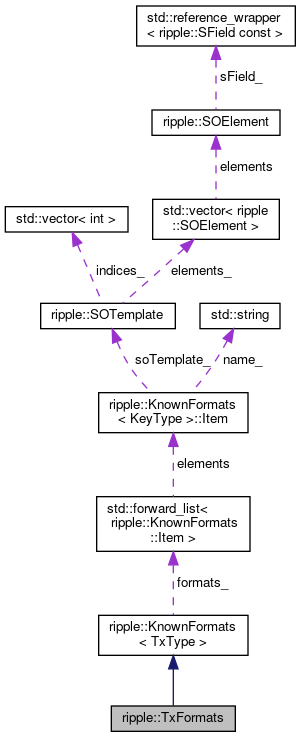 std::reference_wrapper
< ripple::SField const >
sField_
ripple::SOElement
elements
std::vector< int >
std::vector< ripple
::SOElement >
indices_
elements_
ripple::SOTemplate
std::string
soTemplate_
name_
ripple::KnownFormats
< KeyType >::Item
elements
std::forward_list<
ripple::KnownFormats
::Item >
formats_
ripple::KnownFormats
< TxType >
ripple::TxFormats